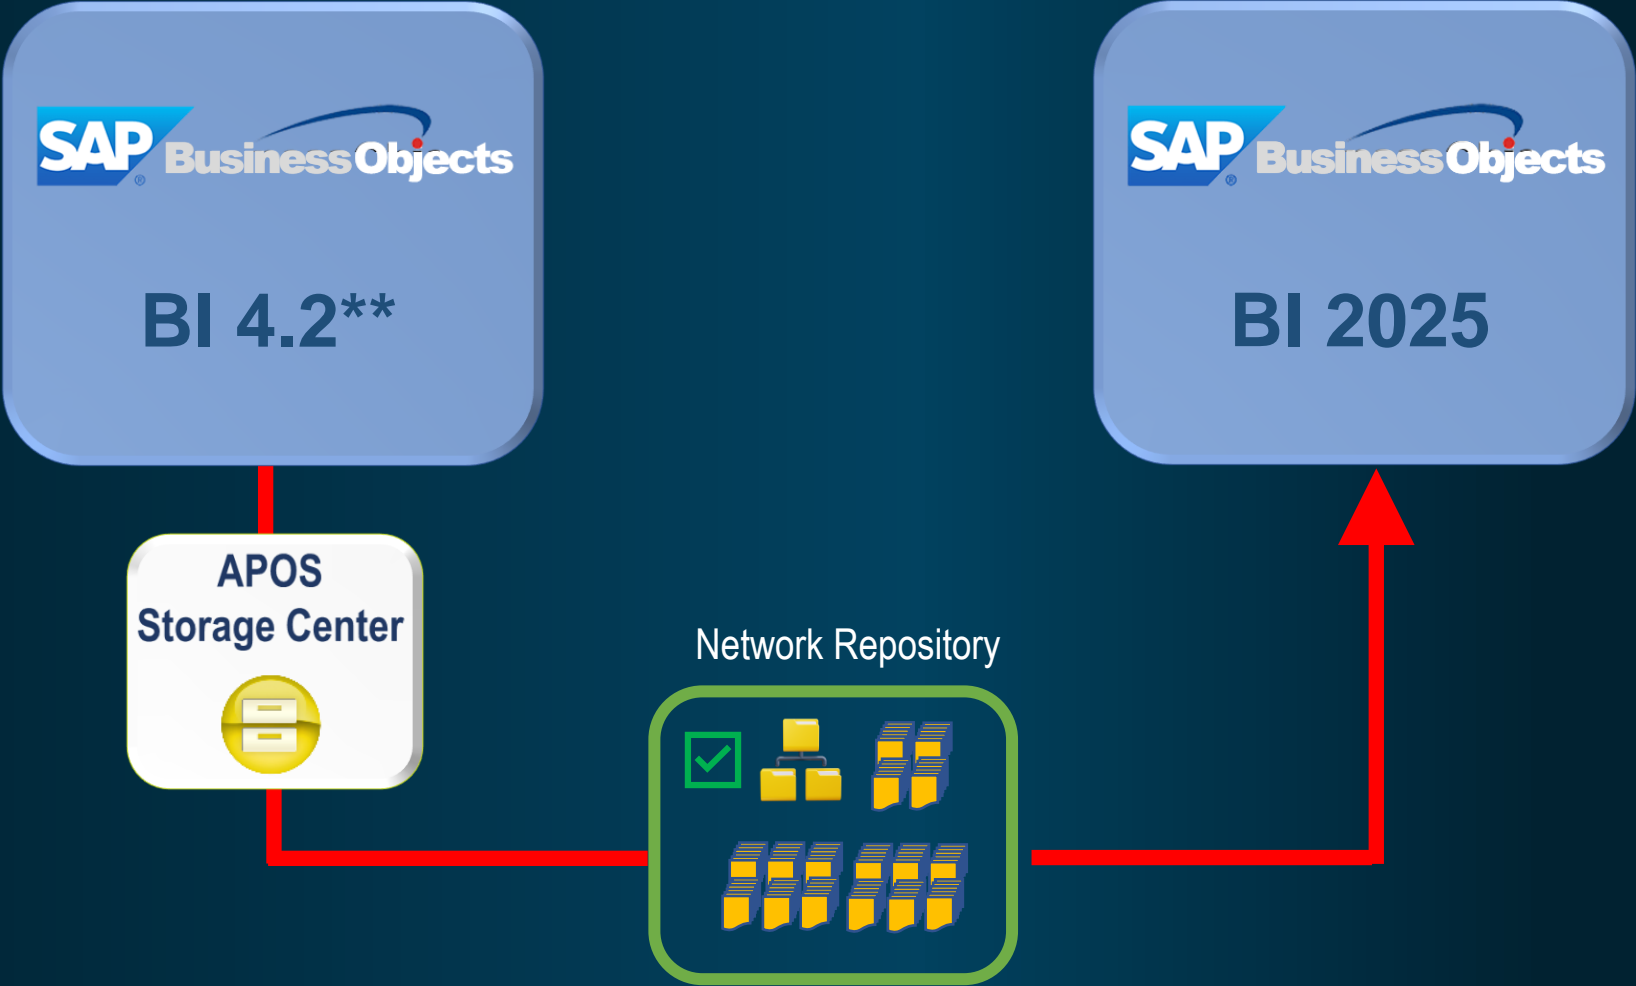 SAP BusinessObjects
®
BI 4.2**
SAP BusinessObjects
®
BI 2025
APOS
Storage Center
Network Repository